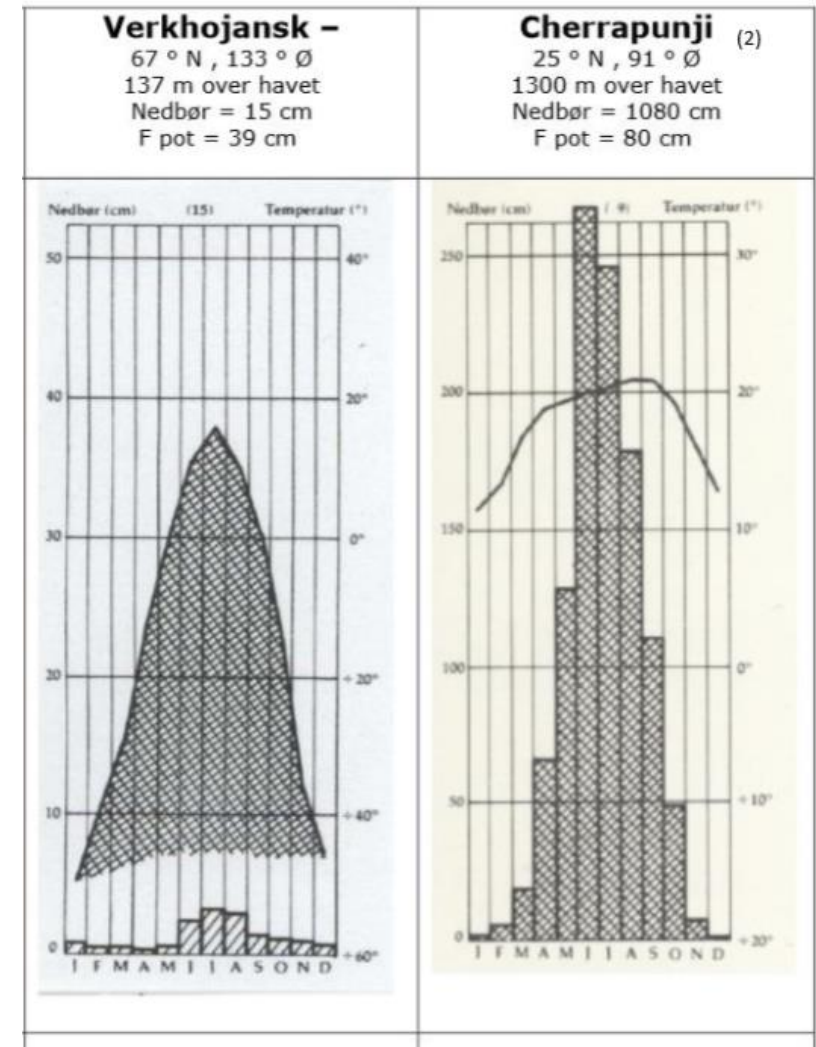 Verkhojansk –
67 ° N , 133 ° Ø
137 m over havet
Nedbør = 15 cm
F pot = 39 cm
Cherrapunji (2)
25 ° N , 91 ° Ø
1300 m over havet
Nedbør = 1080 cm
F pot = 80 cm
Nedbør (cm) (15) Temperatur (°)
50 40°
40 20°
30 0°
20 ÷20°
10 ÷40°
0 ÷60°
J F M A M J J A S O N D
Nedbør (cm) ( 9) Temperatur (°)
250 30°
200 20°
150 10°
100 0°
50 ÷10°
0 ÷20°
J F M A M J J A S O N D